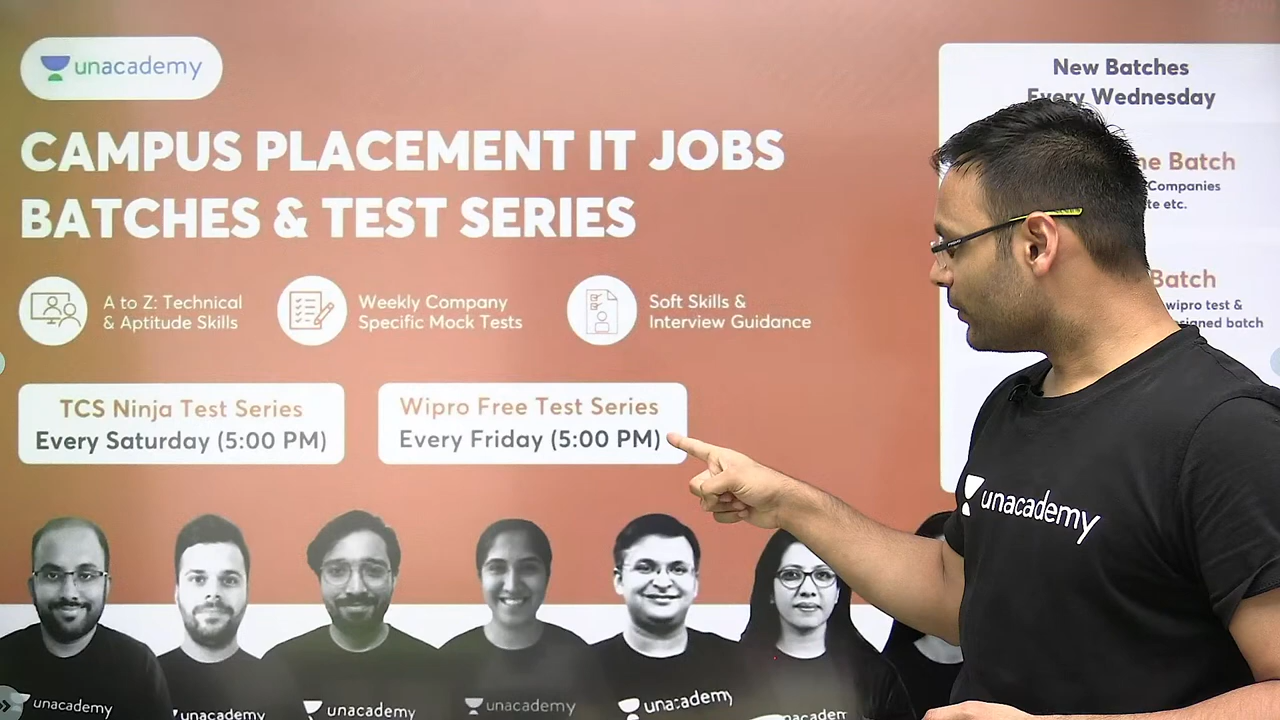 unacademy
CAMPUS PLACEMENT IT JOBS
BATCHES & TEST SERIES
A to Z: Technical
& Aptitude Skills
Weekly Company
Specific Mock Tests
Soft Skills &
Interview Guidance
TCS Ninja Test Series
Every Saturday (5:00 PM)
Wipro Free Test Series
Every Friday (5:00 PM)
New Batches
Every Wednesday
Batch
Companies
etc.
Batch
wipro test &
batch
unacademy
unacademy
unacademy
unacademy
unacademy
unacademy